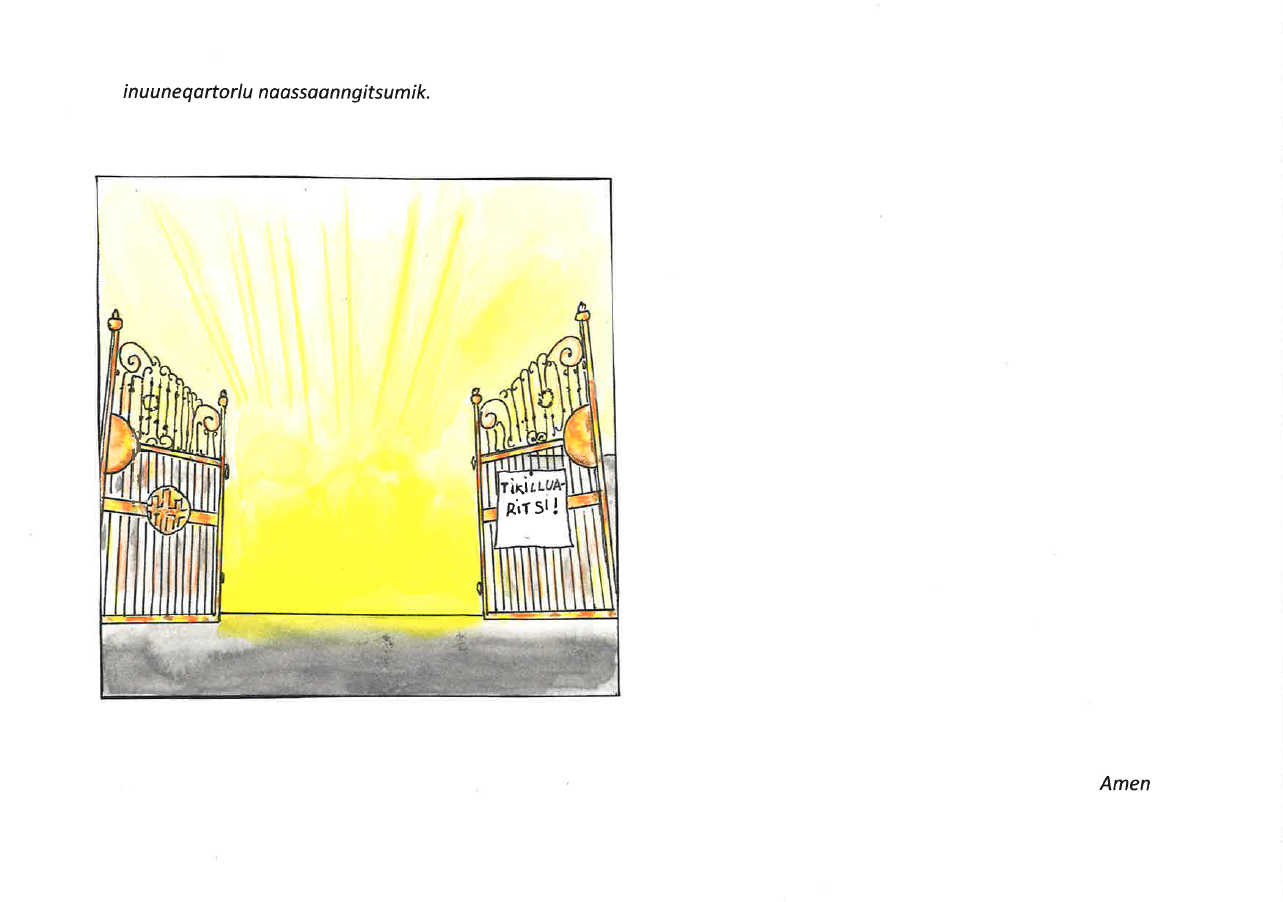 inuuneqartorlu naassaanngitsumik.
TIKILLUA-
RITSI!
Amen